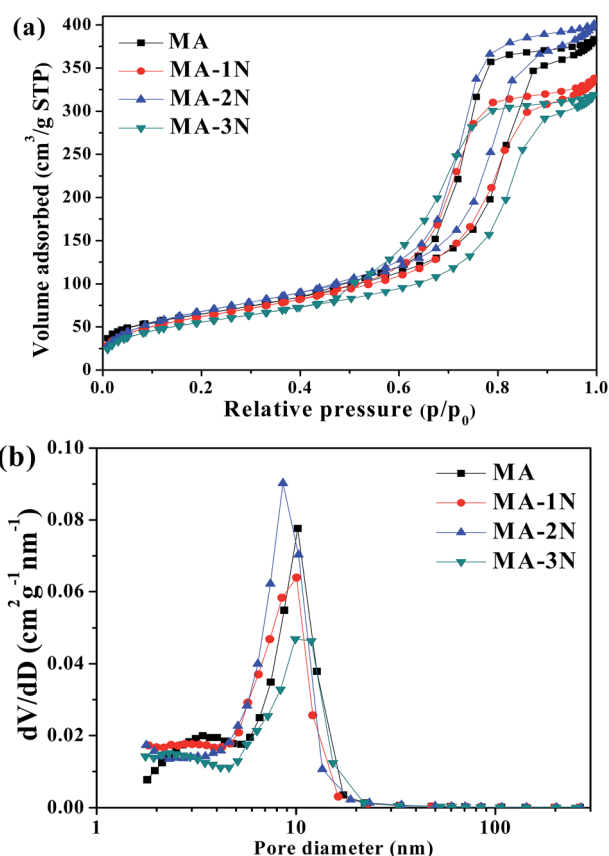 (a)
MA
MA-1N
MA-2N
MA-3N
Volume adsorbed (cm³/g STP)
400
350
300
250
200
150
100
50
0
0.0 0.2 0.4 0.6 0.8 1.0
Relative pressure (p/p₀)
(b)
MA
MA-1N
MA-2N
MA-3N
dV/dD (cm²g⁻¹nm⁻¹)
0.10
0.08
0.06
0.04
0.02
0.00
1 10 100
Pore diameter (nm)